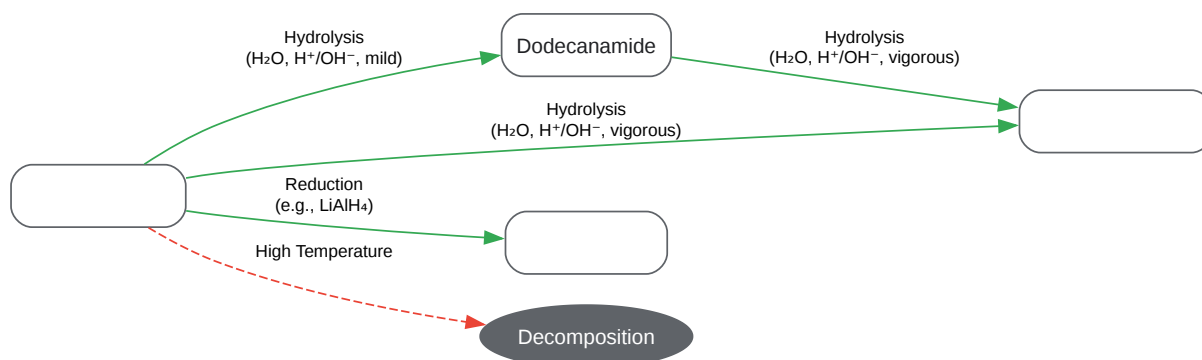 Hydrolysis
(H₂O, H⁺/OH⁻, mild)
Dodecanamide
Hydrolysis
(H₂O, H⁺/OH⁻, vigorous)
Hydrolysis
(H₂O, H⁺/OH⁻, vigorous)
Reduction
(e.g., LiAlH₄)
High Temperature
Decomposition